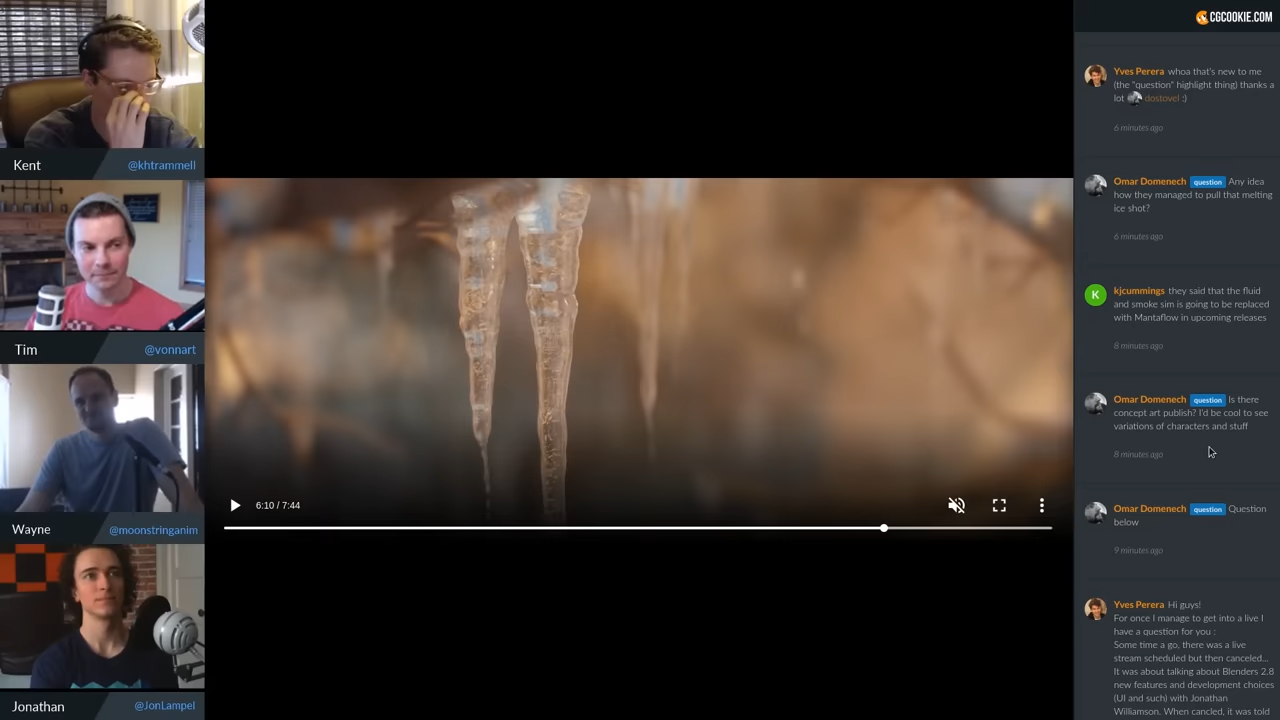 Kent @khtrammell
Tim @vonnart
Wayne @moonstringanim
Jonathan @JonLampel
6:10 / 7:44
CGCOOKIE.COM
Yves Perera whoa that's new to me
(the "question" highlight thing) thanks a
lot dostovel :)
6 minutes ago
Omar Domenech question Any idea
how they managed to pull that melting
ice shot?
6 minutes ago
K
kjcummings they said that the fluid
and smoke sim is going to be replaced
with Mantaflow in upcoming releases
8 minutes ago
Omar Domenech question Is there
concept art publish? I'd be cool to see
variations of characters and stuff
8 minutes ago
Omar Domenech question Question
below
9 minutes ago
Yves Perera Hi guys!
For once I manage to get into a live I
have a question for you :
Some time a go, there was a live
stream scheduled but then canceled...
It was about talking about Blenders 2.8
new features and development choices
(UI and such) with Jonathan
Williamson. When cancled, it was told